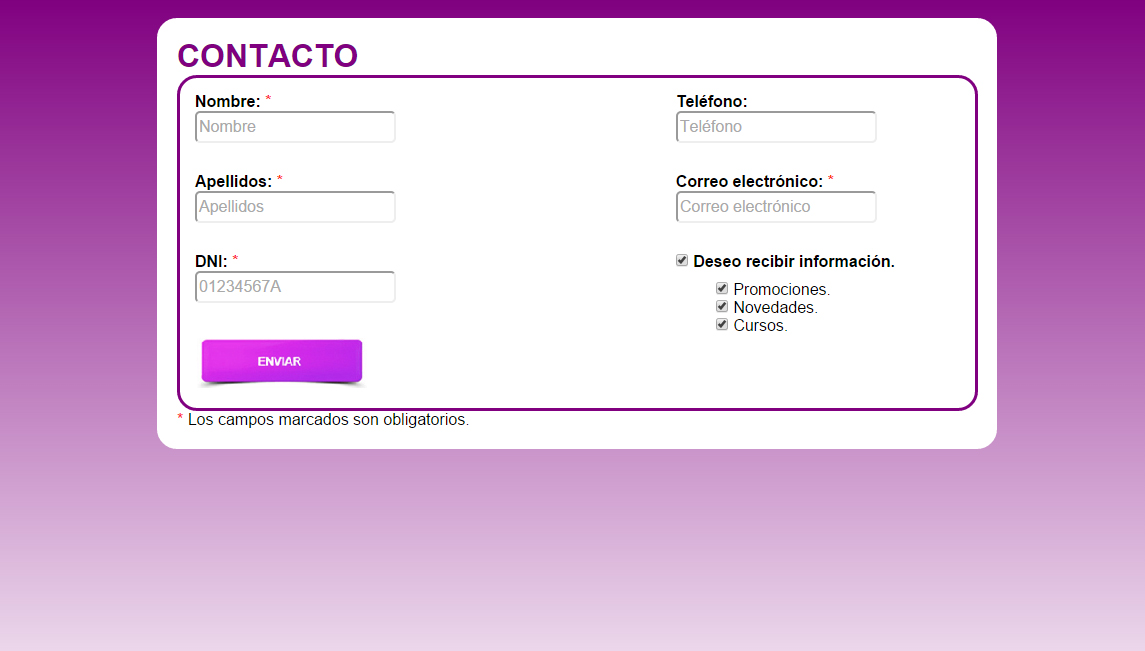 CONTACTO
Nombre: *
Nombre
Apellidos: *
Apellidos
DNI: *
01234567A
ENVIAR
Teléfono:
Teléfono
Correo electrónico: *
Correo electrónico
Deseo recibir información.
Promociones.
Novedades.
Cursos.
* Los campos marcados son obligatorios.